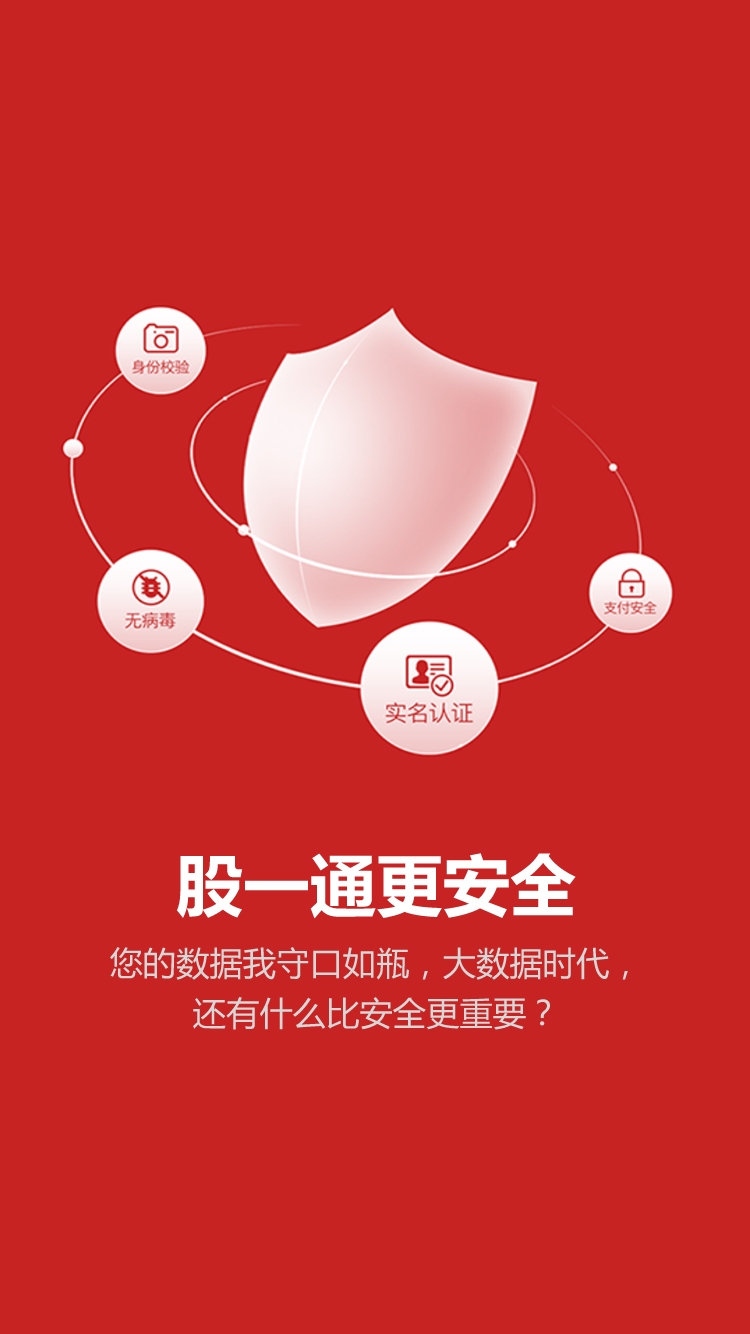 身份校验
无病毒
支付安全
实名认证
股一通更安全
您的数据我守口如瓶，大数据时代，
还有什么比安全更重要？